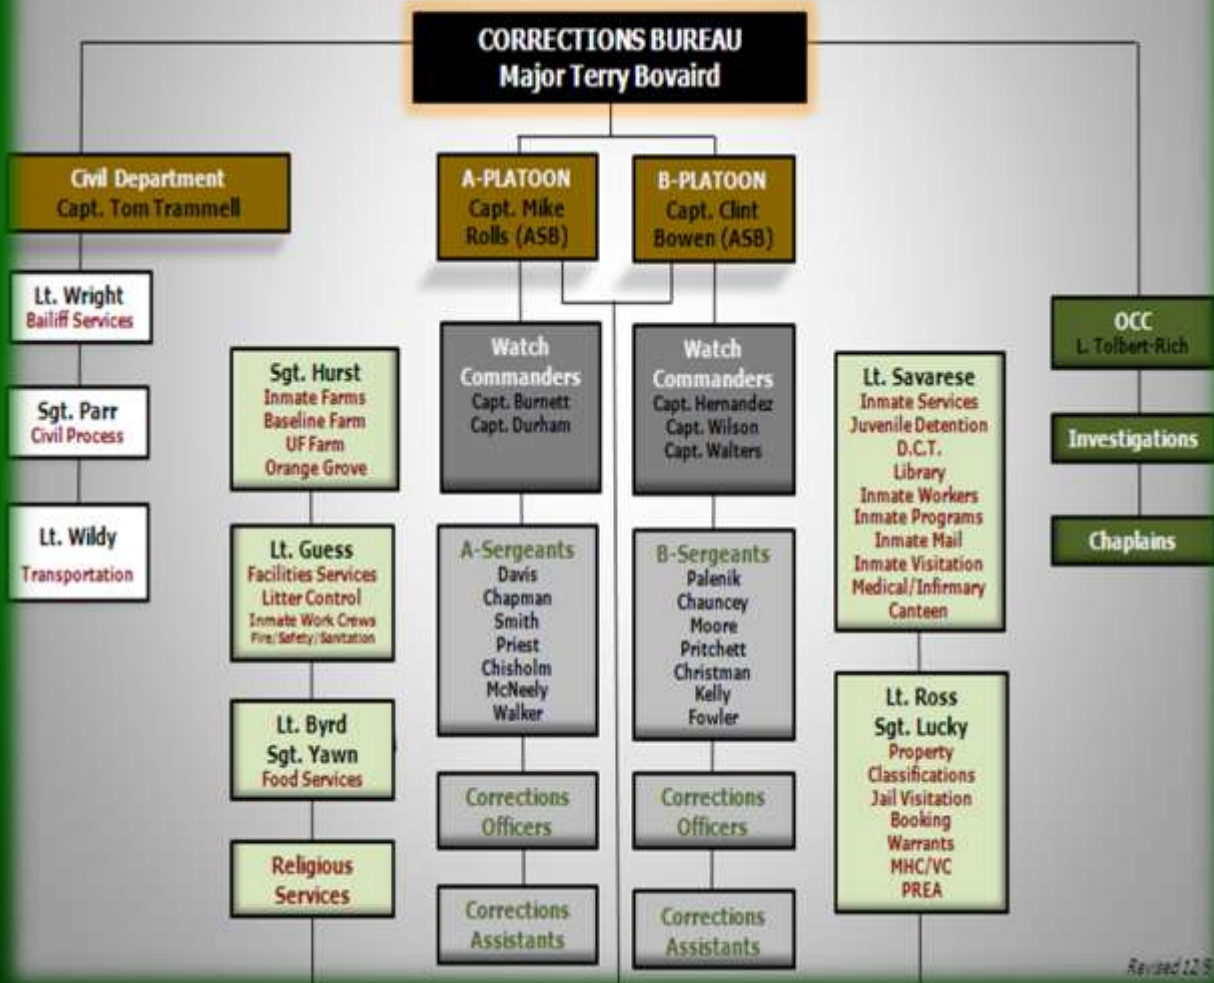 CORRECTIONS BUREAU
Major Terry Bovaird
Civil Department
Capt. Tom Trammell
Lt. Wright
Bailiff Services
Sgt. Parr
Civil Process
Lt. Wildy
Transportation
Sgt. Hurst
Inmate Farms
Baseline Farm
UF Farm
Orange Grove
Lt. Guess
Facilities Services
Litter Control
Inmate Work Crews
Fire/Safety/Sanitation
Lt. Byrd
Sgt. Yawn
Food Services
Religious
Services
A-PLATOON
Capt. Mike
Rolls (ASB)
Watch
Commanders
Capt. Burnett
Capt. Durham
A-Sergeants
Davis
Chapman
Smith
Priest
Chisholm
McNeely
Walker
Corrections
Officers
Corrections
Assistants
B-PLATOON
Capt. Clint
Bowen (ASB)
Watch
Commanders
Capt. Hernandez
Capt. Wilson
Capt. Walters
B-Sergeants
Palenik
Chauncey
Moore
Pritchett
Christman
Kelly
Fowler
Corrections
Officers
Corrections
Assistants
Lt. Savarese
Inmate Services
Juvenile Detention
D.C.T.
Library
Inmate Workers
Inmate Programs
Inmate Mail
Inmate Visitation
Medical/Infirmary
Canteen
Lt. Ross
Sgt. Lucky
Property
Classifications
Jail Visitation
Booking
Warrants
MHC/VC
PREA
OCC
L. Tolbert-Rich
Investigations
Chaplains
Revised